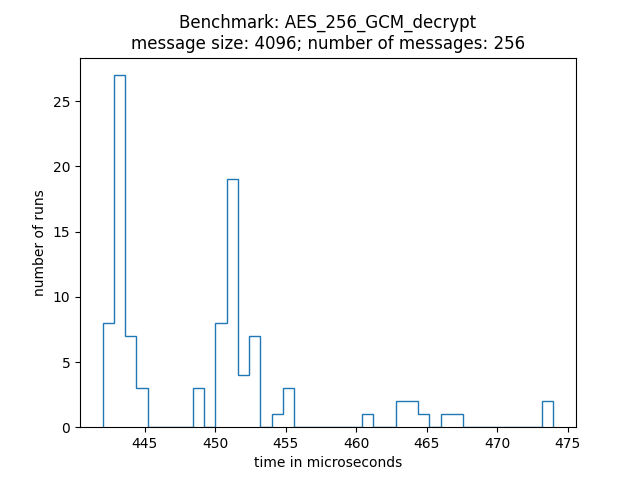 Benchmark: AES_256_GCM_decrypt
message size: 4096; number of messages: 256
25
20
15
10
5
0
number of runs
445 450 455 460 465 470 475
time in microseconds